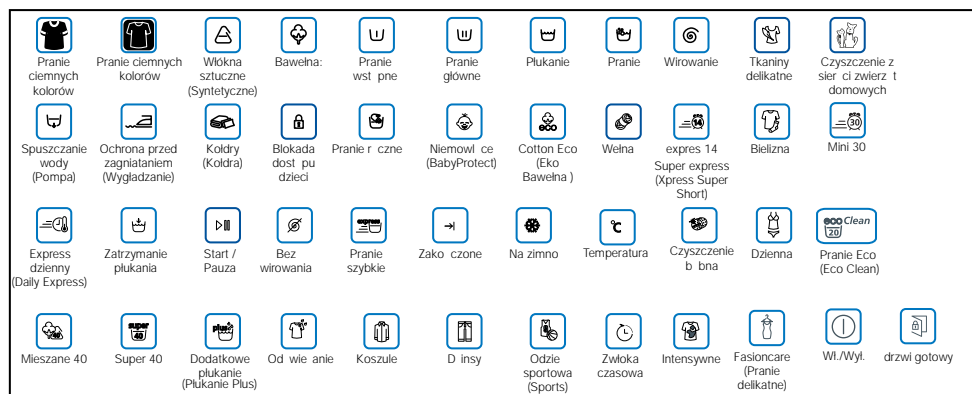 Pranie
ciemnych
kolorów
Pranie ciemnych
kolorów
Włókna
sztuczne
(Syntetyczne)
Bawełna:
Pranie
wst pne
Pranie
główne
Płukanie
Pranie
Wirowanie
Tkaniny
delikatne
Czyszczenie z
sier ci zwierz t
domowych
Spuszczanie
wody
(Pompa)
Ochrona przed
zagniataniem
(Wygładzanie)
Kołdry
(Kołdra)
Blokada
dost pu
dzieci
Pranie r czne
Niemowl ce
(BabyProtect)
eco
Cotton Eco
(Eko
Bawełna )
Wełna
14
expres 14
Super express
(Xpress Super
Short)
Bielizna
30
Mini 30
Express
dzienny
(Daily Express)
Zatrzymanie
płukania
Start /
Pauza
Bez
wirowania
express
Pranie
szybkie
Zako czone
Na zimno
°C
Temperatura
Czyszczenie
b bna
Dzienna
eco Clean
20
Pranie Eco
(Eco Clean)
40
Mieszane 40
super
40
Super 40
plus
Dodatkowe
płukanie
(Płukanie Plus)
Od wie anie
Koszule
D insy
Odzie
sportowa
(Sports)
Zwłoka
czasowa
Intensywne
Fasioncare
(Pranie
delikatne)
Wł./Wył.
drzwi gotowy